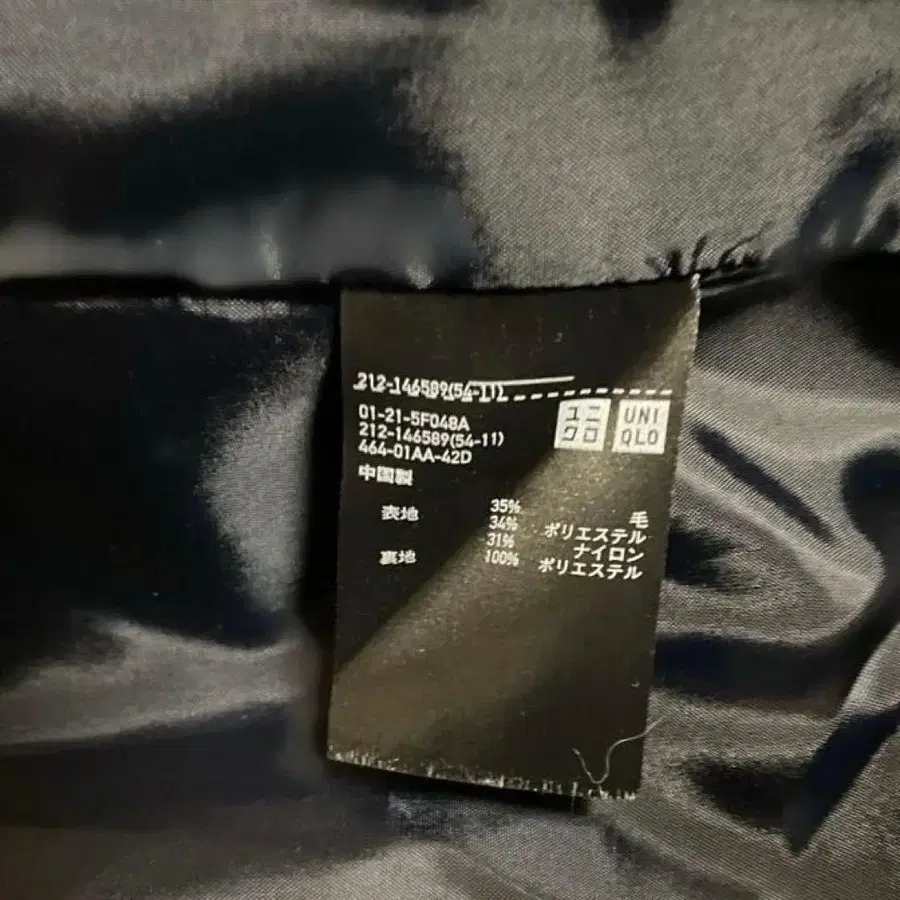 212-146589(54-11)
01-21-5F048A
212-146589(54-11)
464-01AA-42D
中国製
ユニ
クロ
UNI
QLO
表地 35% 毛
34% ポリエステル
31% ナイロン
裏地 100% ポリエステル